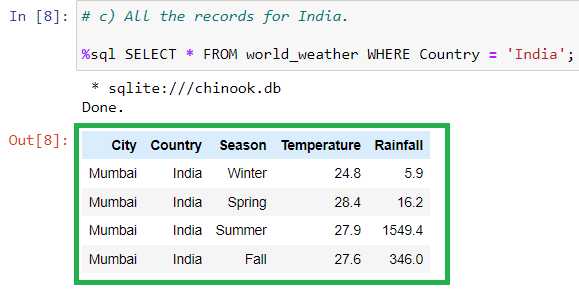 In [8]: # c) All the records for India.
%sql SELECT * FROM world_weather WHERE Country = 'India';
* sqlite:///chinook.db
Done.
Out[8]:
City Country Season Temperature Rainfall
Mumbai India Winter 24.8 5.9
Mumbai India Spring 28.4 16.2
Mumbai India Summer 27.9 1549.4
Mumbai India Fall 27.6 346.0